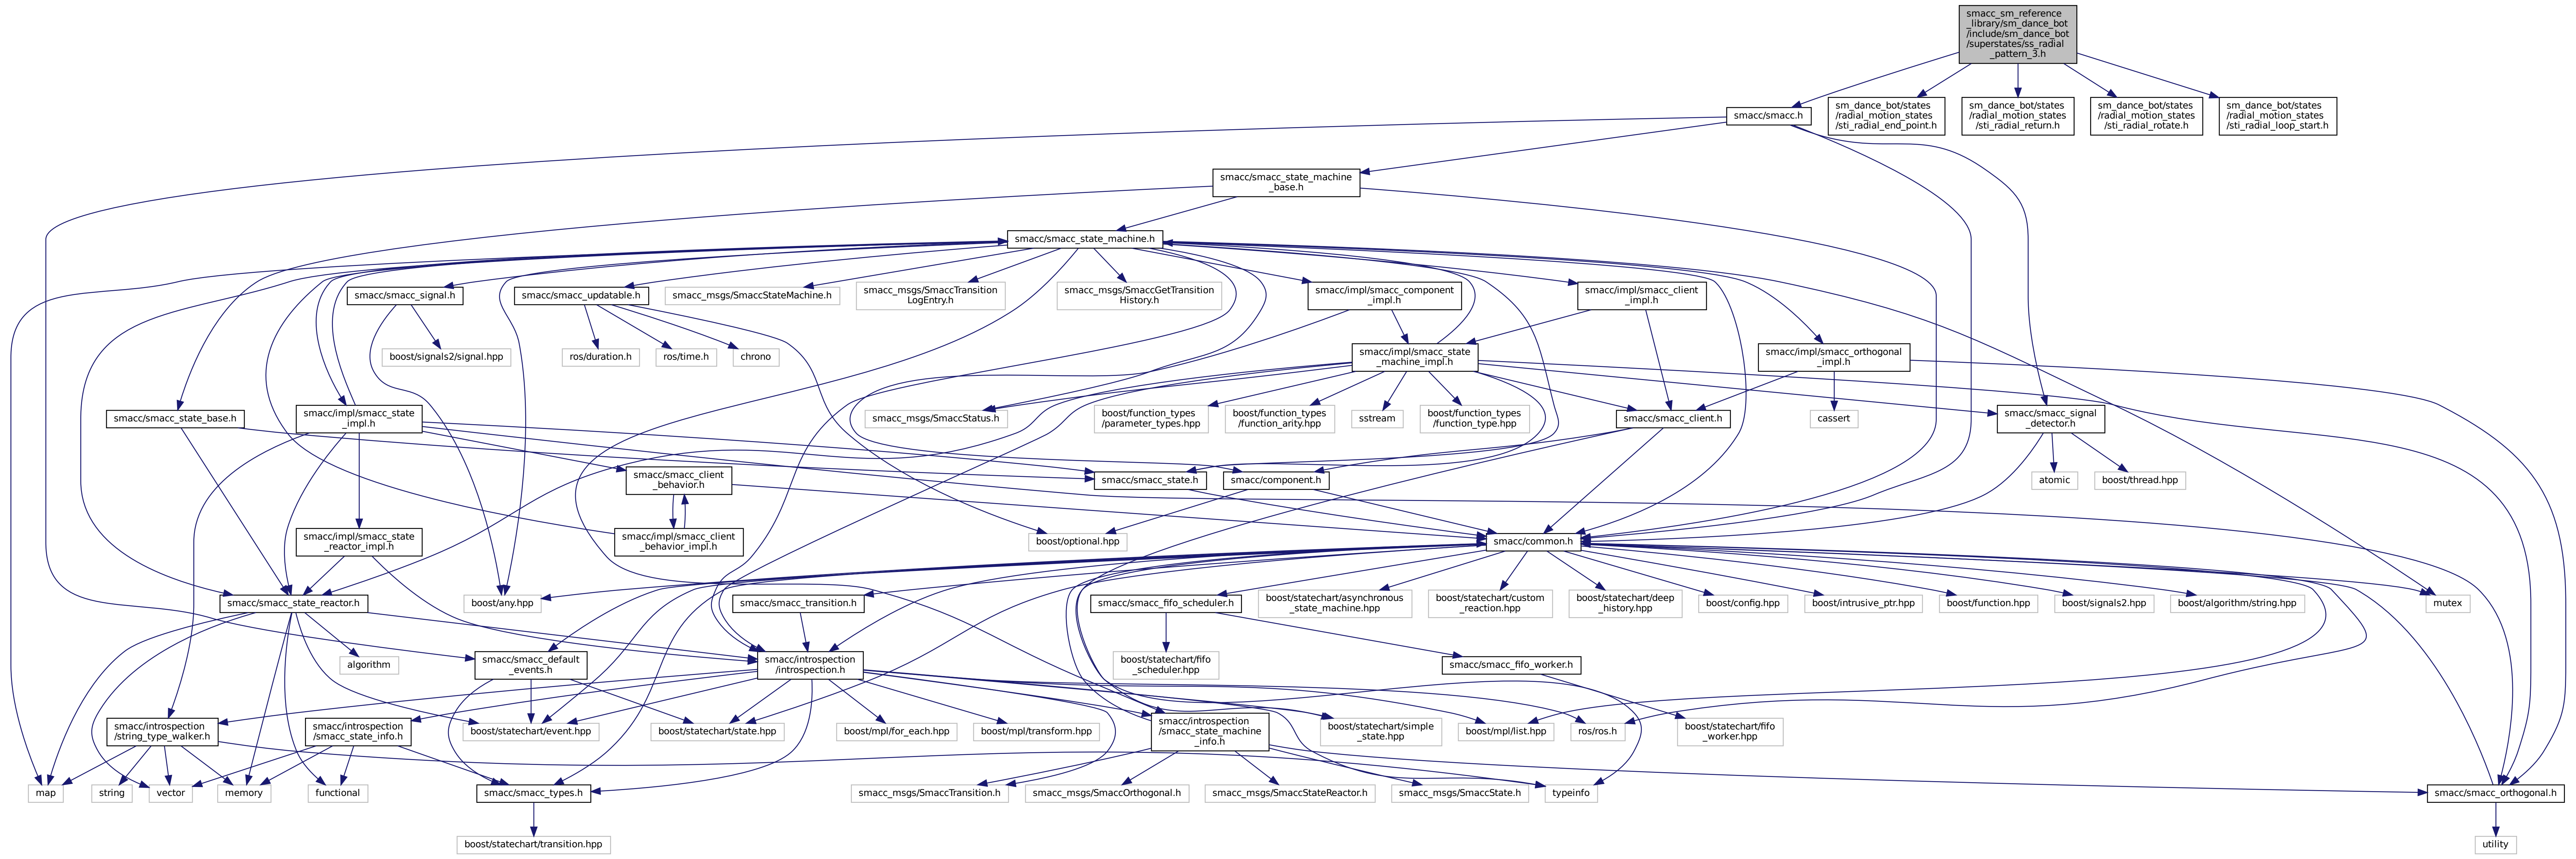 smacc_sm_reference
_library/sm_dance_bot
/include/sm_dance_bot
/superstates/ss_radial
_pattern_3.h
smacc/smacc.h
sm_dance_bot/states
/radial_motion_states
/sti_radial_end_point.h
sm_dance_bot/states
/radial_motion_states
/sti_radial_return.h
sm_dance_bot/states
/radial_motion_states
/sti_radial_rotate.h
sm_dance_bot/states
/radial_motion_states
/sti_radial_loop_start.h
smacc/smacc_state_machine
_base.h
smacc/smacc_state_machine.h
smacc/smacc_signal.h
smacc/smacc_updatable.h
smacc_msgs/SmaccStateMachine.h
smacc_msgs/SmaccTransition
LogEntry.h
smacc_msgs/SmaccGetTransition
History.h
smacc/impl/smacc_component
_impl.h
smacc/impl/smacc_client
_impl.h
boost/signals2/signal.hpp
ros/duration.h
ros/time.h
chrono
smacc/impl/smacc_state
_machine_impl.h
smacc/impl/smacc_orthogonal
_impl.h
smacc/smacc_state_base.h
smacc/impl/smacc_state
_impl.h
smacc_msgs/SmaccStatus.h
boost/function_types
/parameter_types.hpp
boost/function_types
/function_arity.hpp
sstream
boost/function_types
/function_type.hpp
smacc/smacc_client.h
cassert
smacc/smacc_signal
_detector.h
smacc/smacc_client
_behavior.h
smacc/smacc_state.h
smacc/component.h
atomic
boost/thread.hpp
smacc/impl/smacc_state
_reactor_impl.h
smacc/impl/smacc_client
_behavior_impl.h
boost/optional.hpp
smacc/common.h
smacc/smacc_state_reactor.h
boost/any.hpp
smacc/smacc_transition.h
smacc/smacc_fifo_scheduler.h
boost/statechart/asynchronous
_state_machine.hpp
boost/statechart/custom
_reaction.hpp
boost/statechart/deep
_history.hpp
boost/config.hpp
boost/intrusive_ptr.hpp
boost/function.hpp
boost/signals2.hpp
boost/algorithm/string.hpp
mutex
algorithm
smacc/smacc_default
_events.h
smacc/introspection
/introspection.h
boost/statechart/fifo
_scheduler.hpp
smacc/smacc_fifo_worker.h
smacc/introspection
/string_type_walker.h
smacc/introspection
/smacc_state_info.h
boost/statechart/event.hpp
boost/statechart/state.hpp
boost/mpl/for_each.hpp
boost/mpl/transform.hpp
smacc/introspection
/smacc_state_machine
_info.h
boost/statechart/simple
_state.hpp
boost/mpl/list.hpp
ros/ros.h
boost/statechart/fifo
_worker.hpp
map
string
vector
memory
functional
smacc/smacc_types.h
smacc_msgs/SmaccTransition.h
smacc_msgs/SmaccOrthogonal.h
smacc_msgs/SmaccStateReactor.h
smacc_msgs/SmaccState.h
typeinfo
smacc/smacc_orthogonal.h
boost/statechart/transition.hpp
utility